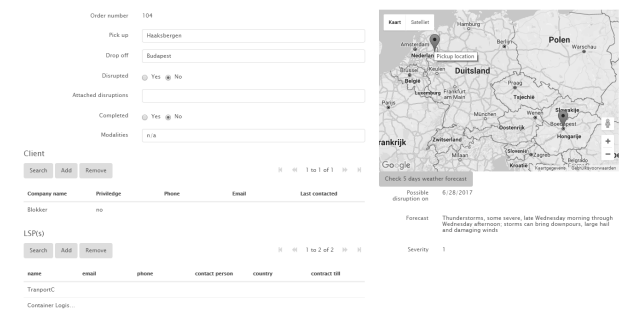 Order number 104
Pick up Haaksbergen
Drop off Budapest
Disrupted Yes No
Attached disruptions
Completed Yes No
Modalities n/a
Client
Search Add Remove 1 to 1 of 1
Company name Priviledge Phone Email Last contacted
Blokker no
LSP(s)
Search Add Remove 1 to 2 of 2
name email phone contact person country contract till
TranportC
Container Logis...
Kaart Satelliet
Hamburg
Amsterdam
Berlijn
Polen
Warschau
Nederland
Pickup location
Brussel
Keulen
Duitsland
België
Praag
Luxemburg
Frankfurt
am Main
Tsjechië
Parijs
München
Wenen
Slowakije
Boedapest
Oostenrijk
Hongarije
Zwitserland
rankrijk
Slovenië
Zagreb
Milaan
Belgrado
Kroatië
Google
Kaartgegevens Gebruiksvoorwaarden
Check 5 days weather forecast
Possible
disruption on
6/28/2017
Forecast
Thunderstorms, some severe, late Wednesday morning through
Wednesday afternoon; storms can bring downpours, large hail
and damaging winds
Severity 1